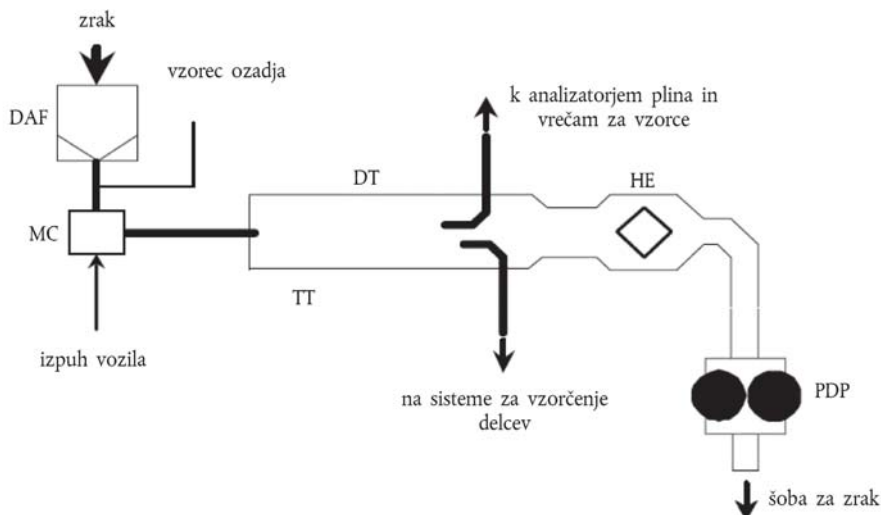 zrak
vzorec ozadja
DAF
k analizatorjem plina in
vrečam za vzorce
DT
HE
MC
TT
izpuh vozila
na sisteme za vzorčenje
delcev
PDP
šoba za zrak